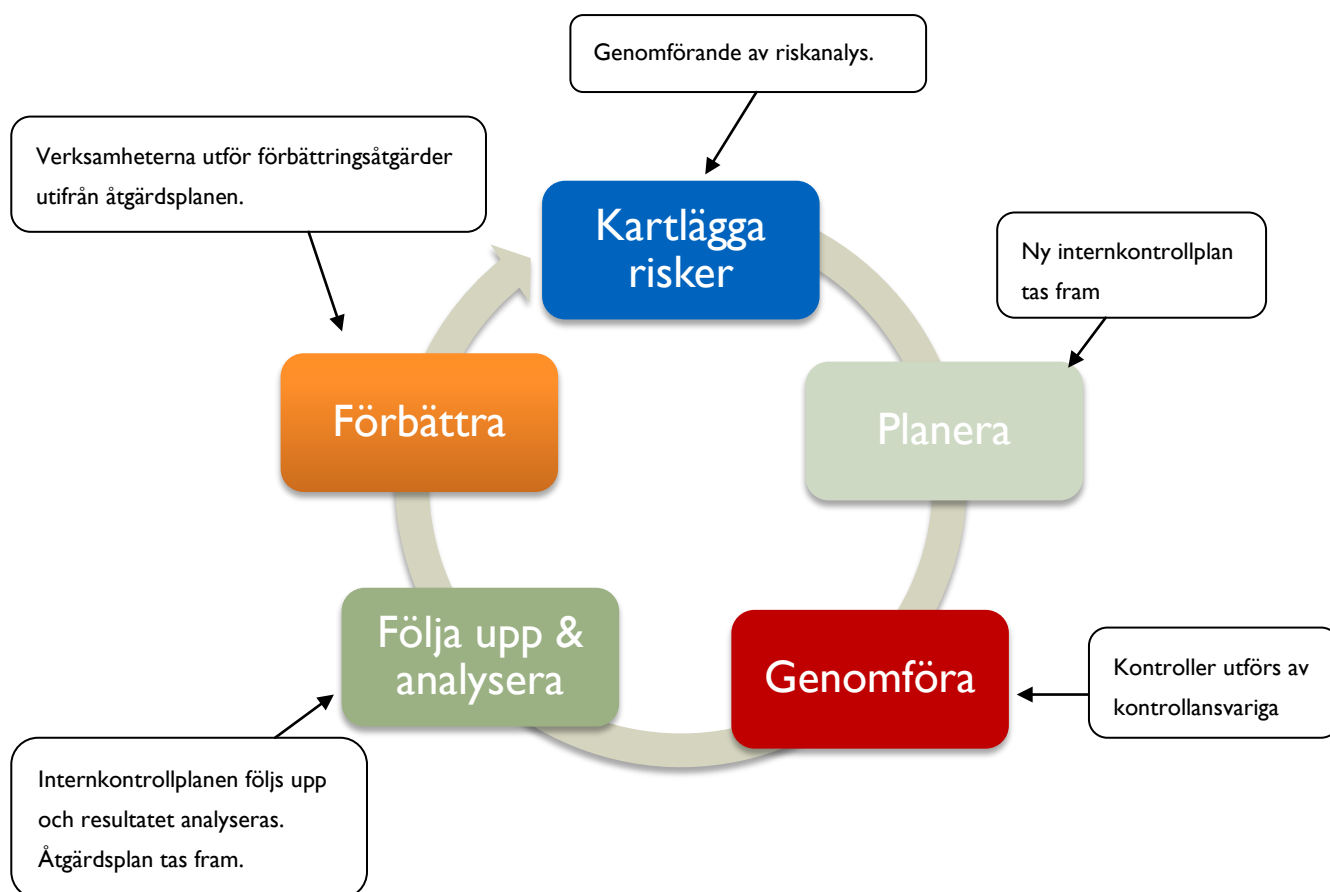 Genomförande av riskanalys.
Verksamheterna utför förbättringsåtgärder
utifrån åtgärdsplanen.
Kartlägga
risker
Ny internkontrollplan
tas fram
Förbättra
Planera
Följa upp &
analysera
Genomföra
Kontroller utförs av
kontrollansvariga
Internkontrollplanen följs upp
och resultatet analyseras.
Åtgärdsplan tas fram.